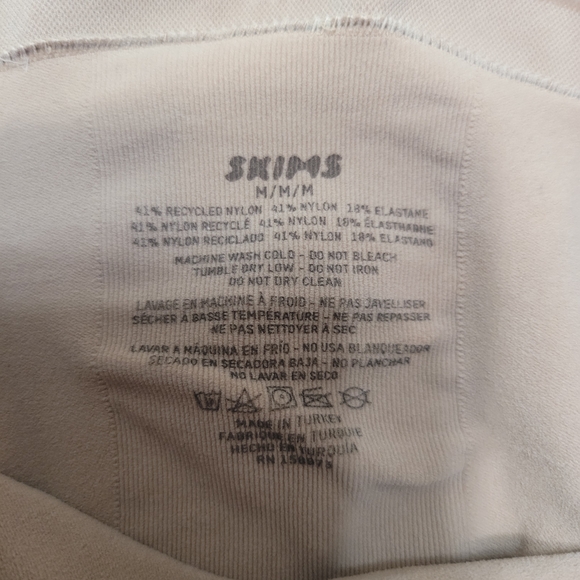 SKIMS
M/M/M
41% RECYCLED NYLON 41% NYLON 18% ELASTANE
41% NYLON RECYCLÉ 41% NYLON 18% ÉLASTHANNE
41% NYLON RECICLADO 41% NYLON 18% ELASTANO
MACHINE WASH COLD - DO NOT BLEACH
TUMBLE DRY LOW - DO NOT IRON
DO NOT DRY CLEAN
LAVAGE EN MACHINE À FROID - NE PAS JAVELLISER
SÉCHER À BASSE TEMPÉRATURE - NE PAS REPASSER
NE PAS NETTOYER À SEC
LAVAR A MÁQUINA EN FRÍO - NO USA BLANQUEADOR
SECADO EN SECADORA BAJA - NO PLANCHAR
NO LAVAR EN SECO
MADE IN TURKEY
FABRIQUÉ EN TURQUIE
HECHO EN TURQUÍA
RN